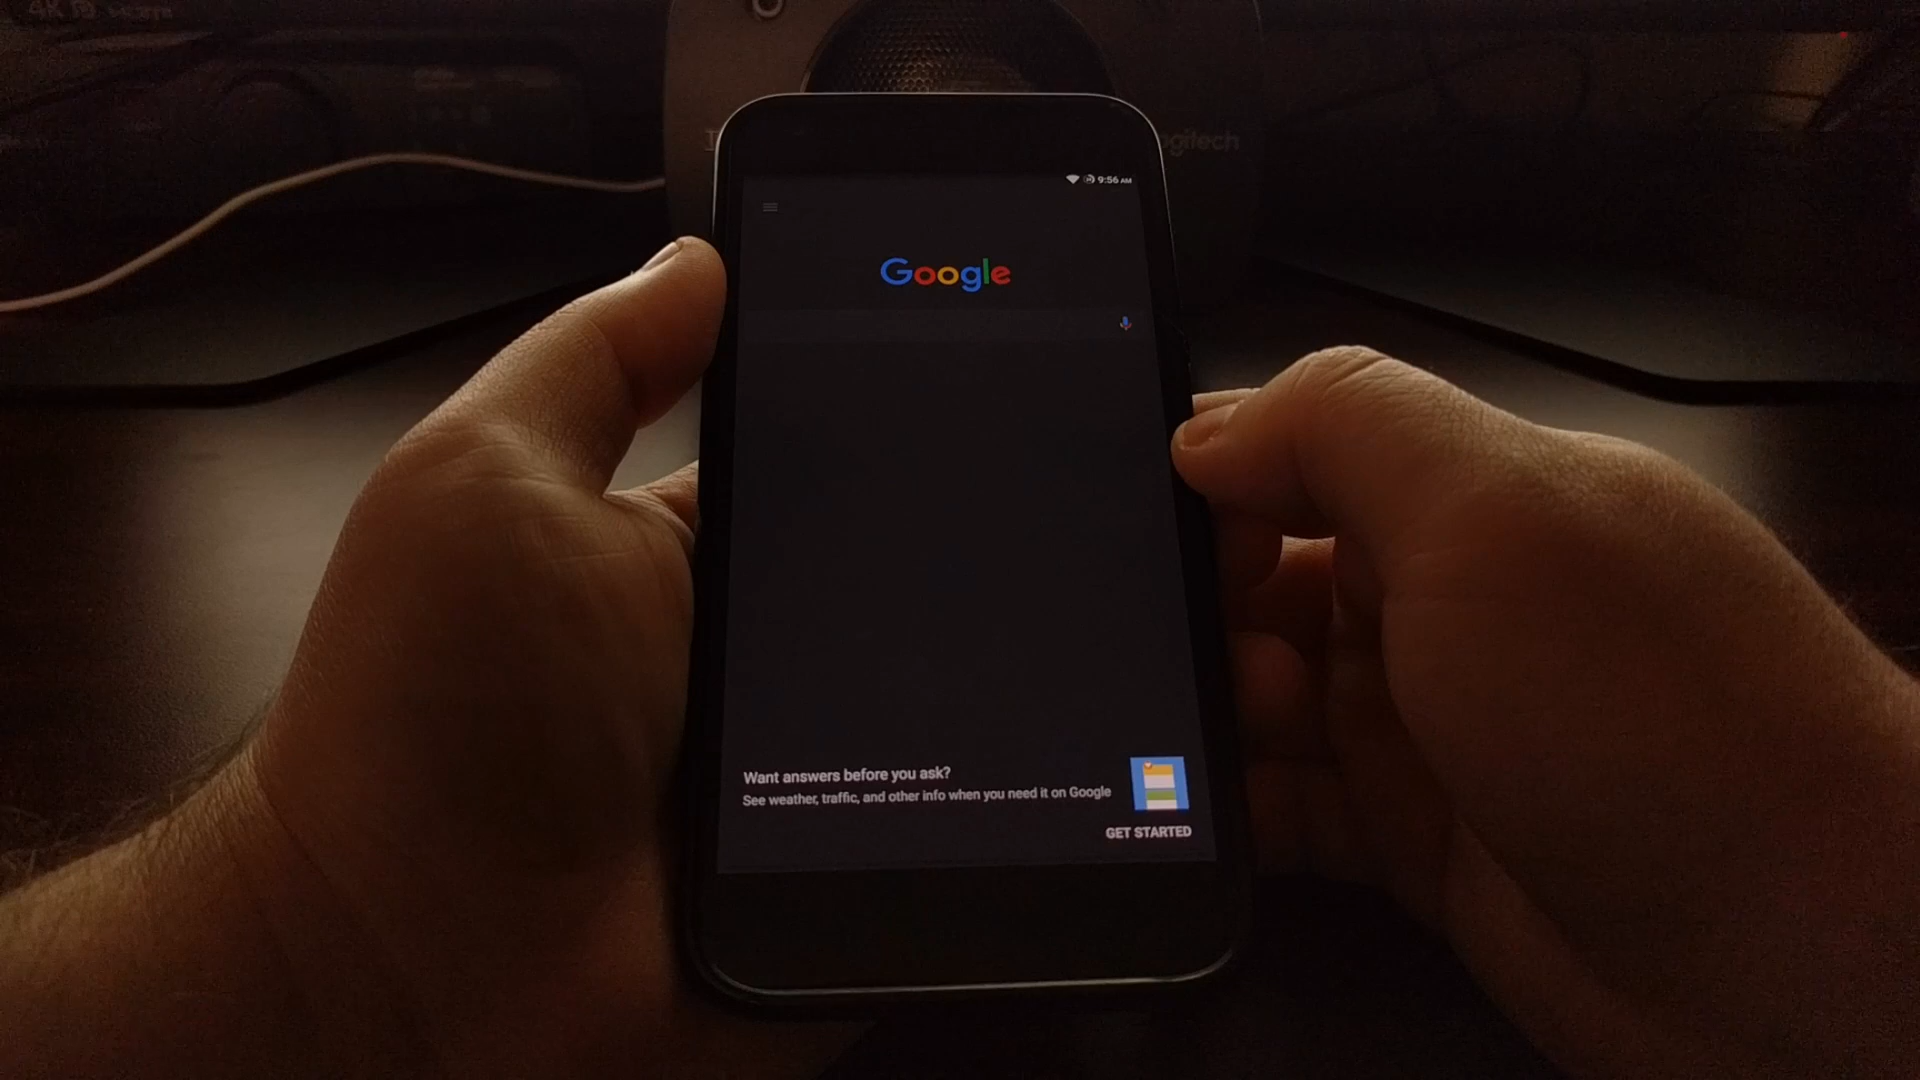 9:56 AM
Google
Want answers before you ask?
See weather, traffic, and other info when you need it on Google
GET STARTED